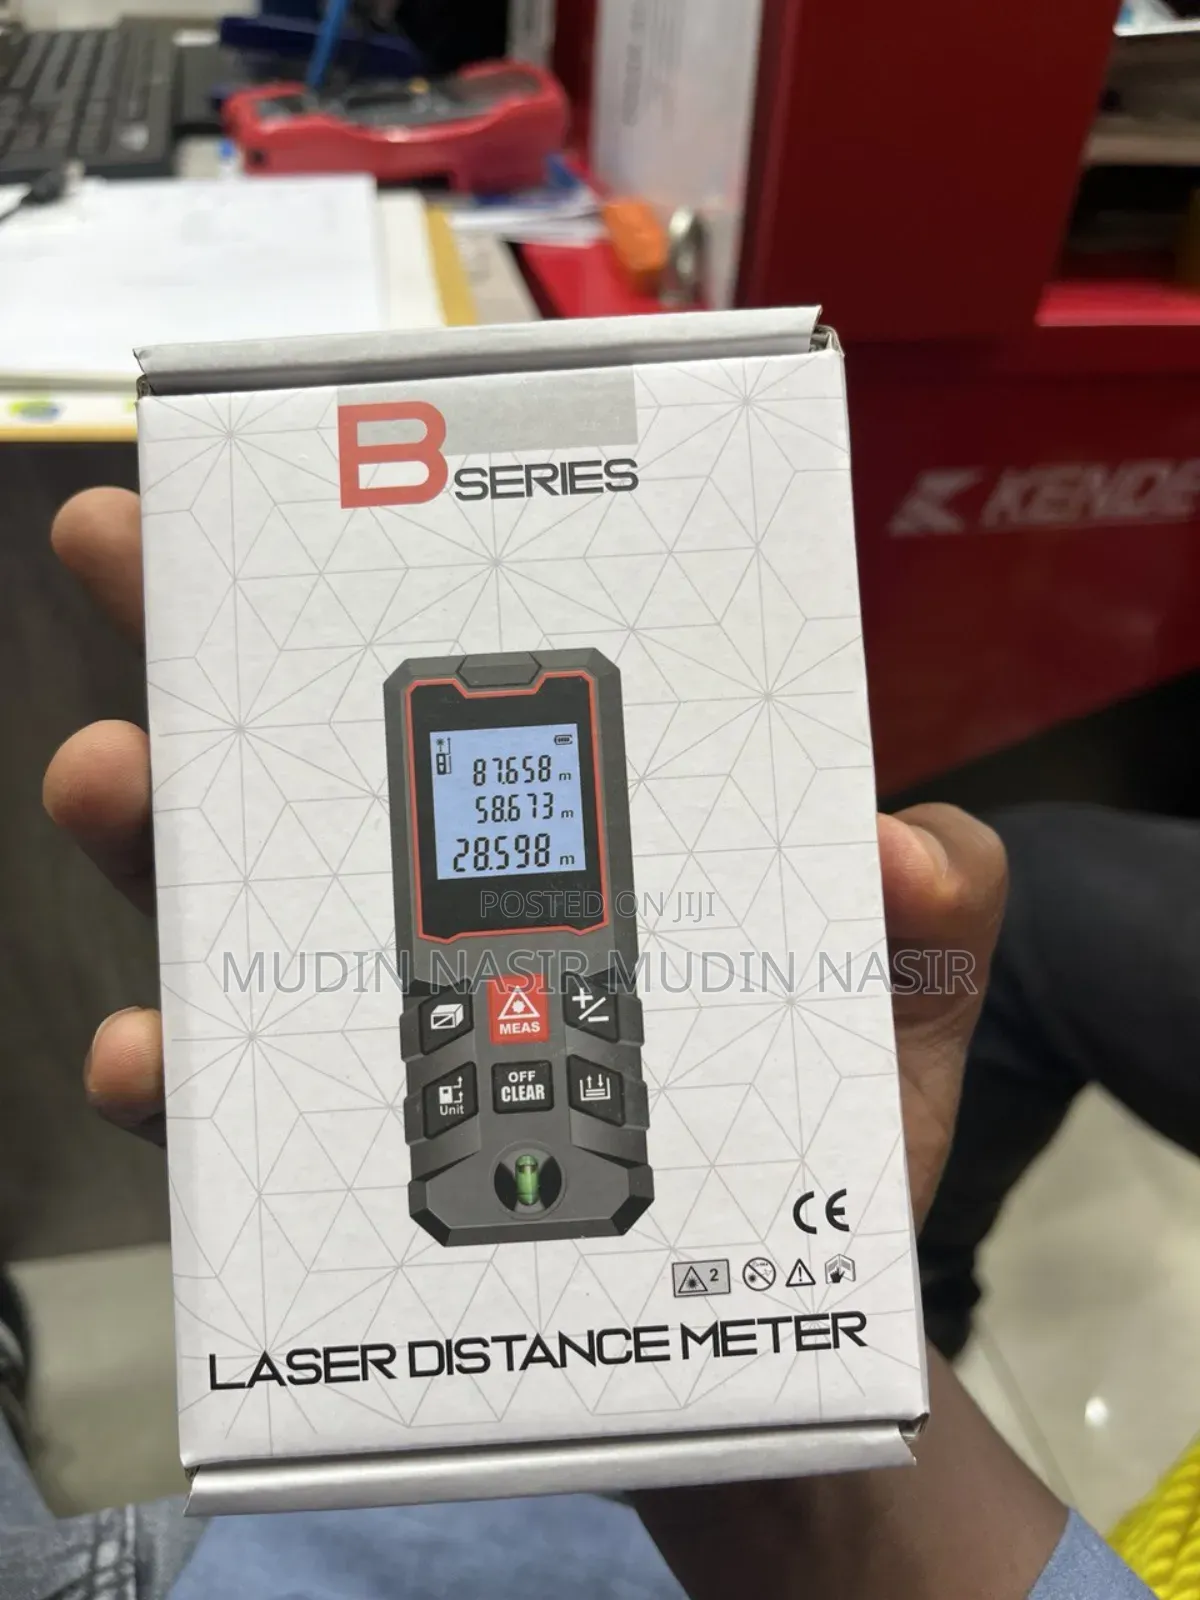 B SERIES
87.658 m
58.673 m
28.598 m
POSTED ON JIJI
MUDIN NASIR MUDIN NASIR
MEAS
+/-
OFF
CLEAR
Unit
CE
2
LASER DISTANCE METER